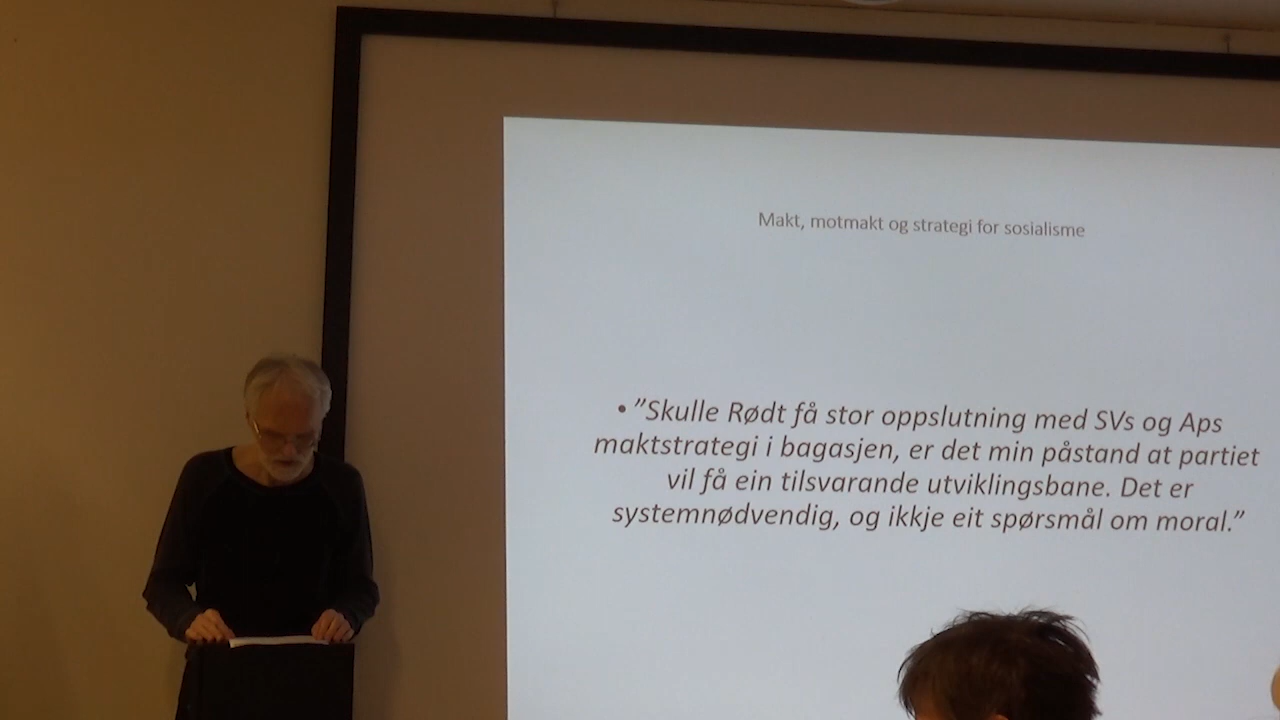 Makt, motmakt og strategi for sosialisme
• ”Skulle Rødt få stor oppslutning med SVs og Aps
maktstrategi i bagasjen, er det min påstand at partiet
vil få ein tilsvarande utviklingsbane. Det er
systemnødvendig, og ikkje eit spørsmål om moral.”